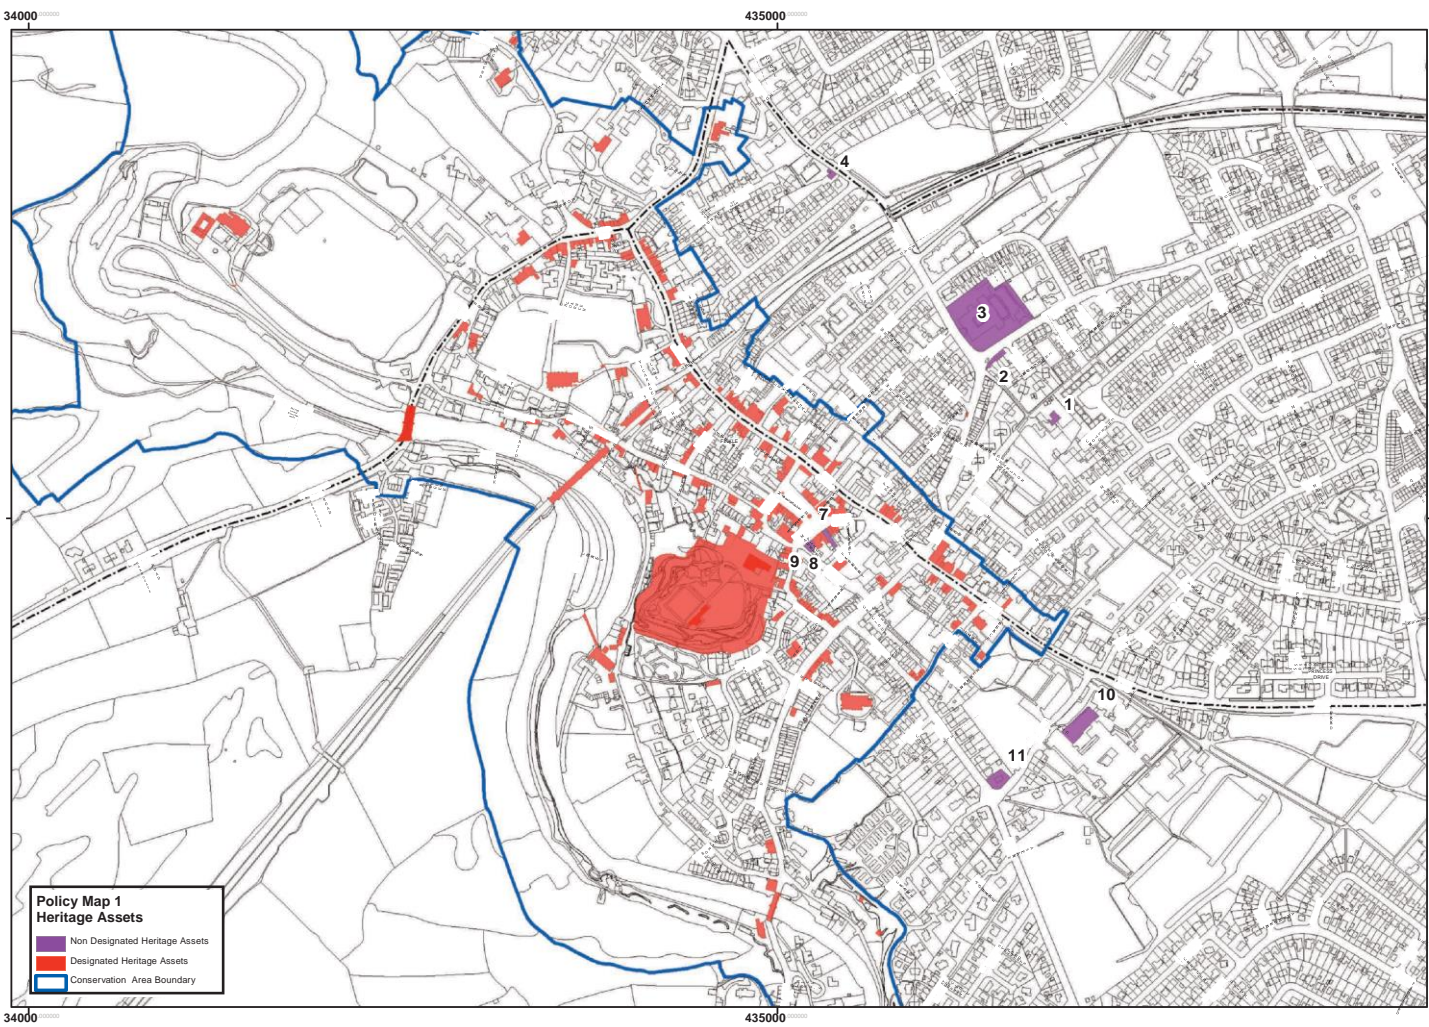 34000
435000
4
3
2
1
7
9 8
10
DRIVE
11
Policy Map 1
Heritage Assets
Non Designated Heritage Assets
Designated Heritage Assets
Conservation Area Boundary
34000
435000